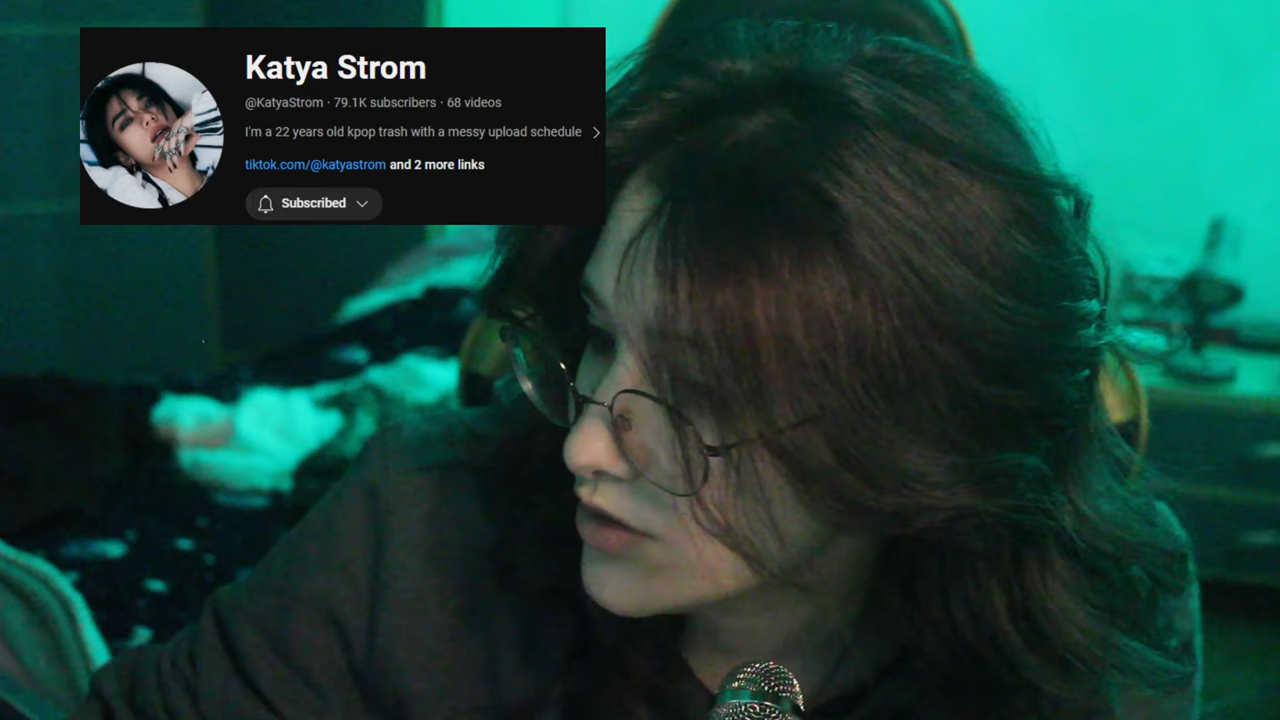 Katya Strom
@KatyaStrom · 79.1K subscribers · 68 videos
I'm a 22 years old kpop trash with a messy upload schedule
tiktok.com/@katyastrom and 2 more links
Subscribed